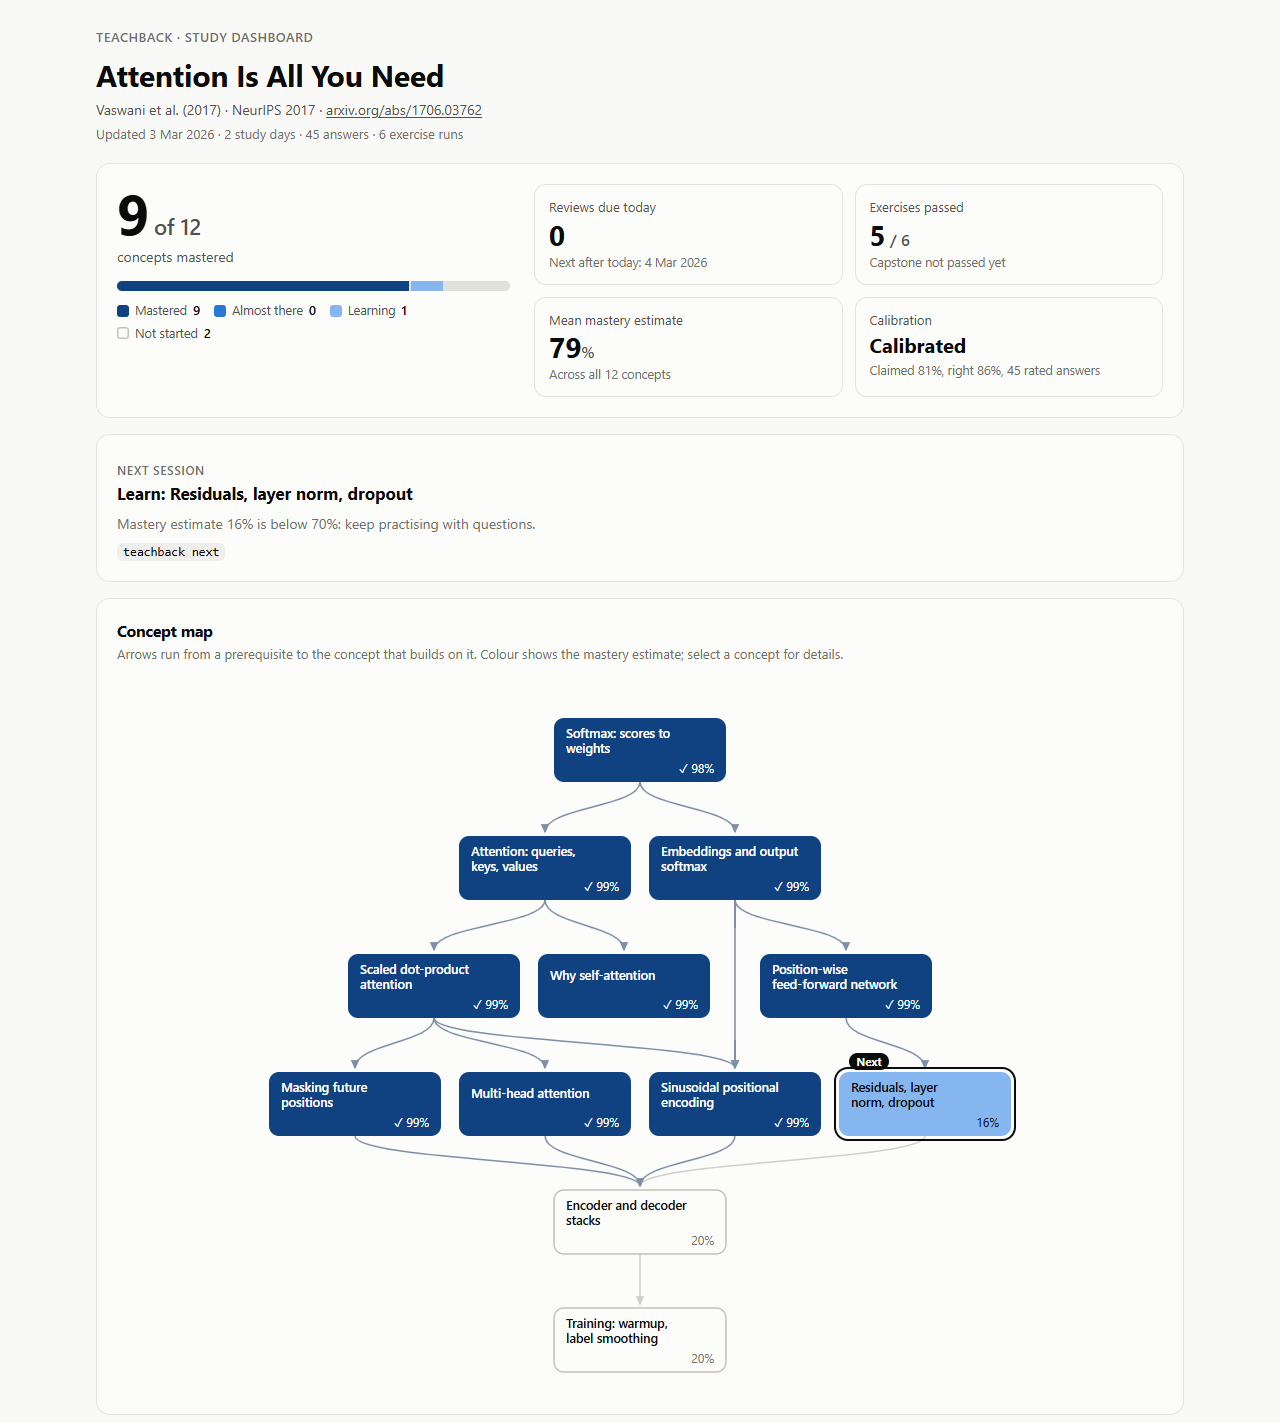 TEACHBACK · STUDY DASHBOARD
Attention Is All You Need
Vaswani et al. (2017) · NeurIPS 2017 · arxiv.org/abs/1706.03762
Updated 3 Mar 2026 · 2 study days · 45 answers · 6 exercise runs
9 of 12
concepts mastered
Mastered 9 Almost there 0 Learning 1
Not started 2
Reviews due today
0
Next after today: 4 Mar 2026
Exercises passed
5 / 6
Capstone not passed yet
Mean mastery estimate
79%
Across all 12 concepts
Calibration
Calibrated
Claimed 81%, right 86%, 45 rated answers
NEXT SESSION
Learn: Residuals, layer norm, dropout
Mastery estimate 16% is below 70%: keep practising with questions.
teachback next
Concept map
Arrows run from a prerequisite to the concept that builds on it. Colour shows the mastery estimate; select a concept for details.
Softmax: scores to
weights
✓ 98%
Attention: queries,
keys, values
✓ 99%
Embeddings and output
softmax
✓ 99%
Scaled dot-product
attention
✓ 99%
Why self-attention
✓ 99%
Position-wise
feed-forward network
✓ 99%
Masking future
positions
✓ 99%
Multi-head attention
✓ 99%
Sinusoidal positional
encoding
✓ 99%
Next
Residuals, layer
norm, dropout
16%
Encoder and decoder
stacks
20%
Training: warmup,
label smoothing
20%